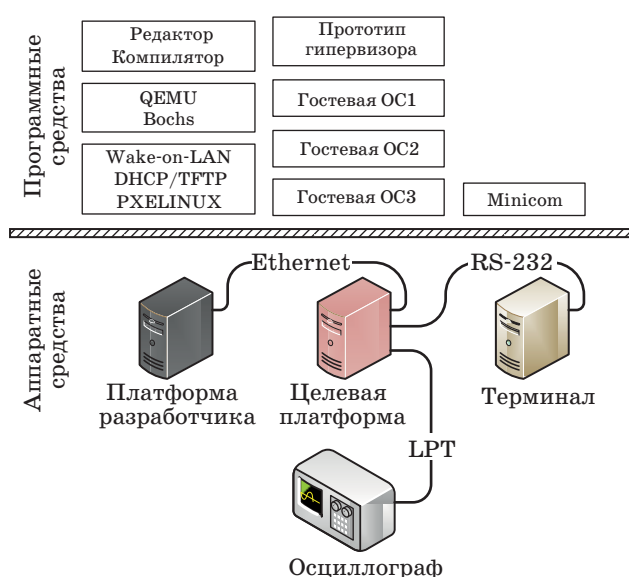 Программные
средства
Редактор
Компилятор
QEMU
Bochs
Wake-on-LAN
DHCP/TFTP
PXELINUX
Прототип
гипервизора
Гостевая ОС1
Гостевая ОС2
Гостевая ОС3
Minicom
Аппаратные
средства
Ethernet
RS-232
Платформа
разработчика
Целевая
платформа
Терминал
LPT
Осциллограф